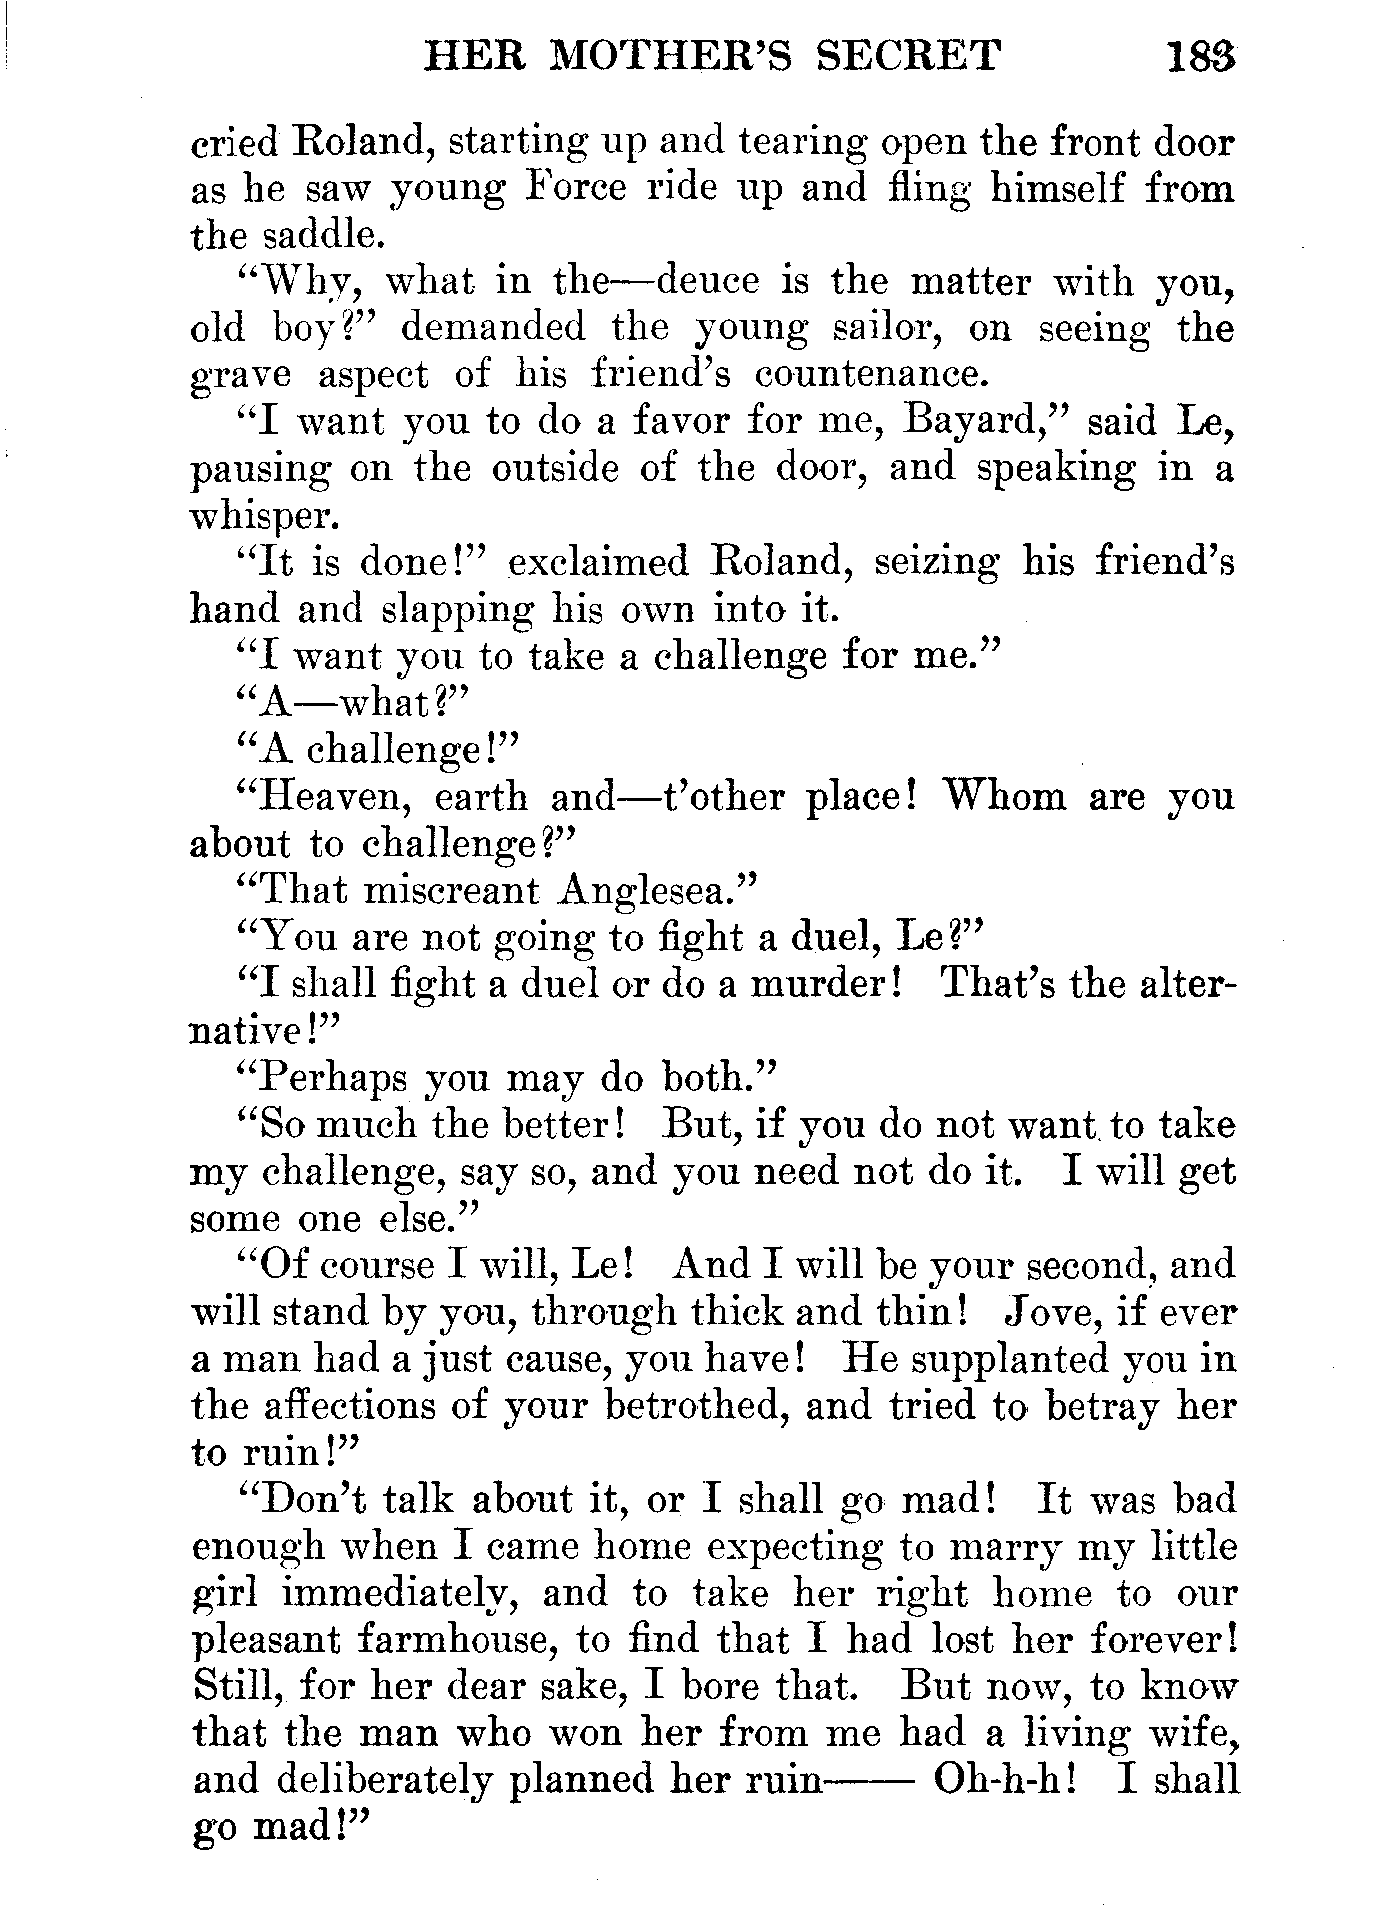 HER MOTHER'S SECRET 183
cried Roland, starting up and tearing open the front door
as he saw young Force ride up and fling himself from
the saddle.
"Why, what in the—deuce is the matter with you,
old boy?" demanded the young sailor, on seeing the
grave aspect of his friend's countenance.
"I want you to do a favor for me, Bayard," said Le,
pausing on the outside of the door, and speaking in a
whisper.
"It is done!" exclaimed Roland, seizing his friend's
hand and slapping his own into it.
"I want you to take a challenge for me."
"A—what?"
"A challenge!"
"Heaven, earth and—t'other place! Whom are you
about to challenge?"
"That miscreant Anglesea."
"You are not going to fight a duel, Le?"
"I shall fight a duel or do a murder! That's the alter-
native!"
"Perhaps you may do both."
"So much the better! But, if you do not want to take
my challenge, say so, and you need not do it. I will get
some one else."
"Of course I will, Le! And I will be your second, and
will stand by you, through thick and thin! Jove, if ever
a man had a just cause, you have! He supplanted you in
the affections of your betrothed, and tried to betray her
to ruin!"
"Don't talk about it, or I shall go mad! It was bad
enough when I came home expecting to marry my little
girl immediately, and to take her right home to our
pleasant farmhouse, to find that I had lost her forever!
Still, for her dear sake, I bore that. But now, to know
that the man who won her from me had a living wife,
and deliberately planned her ruin—— Oh-h-h! I shall
go mad!"